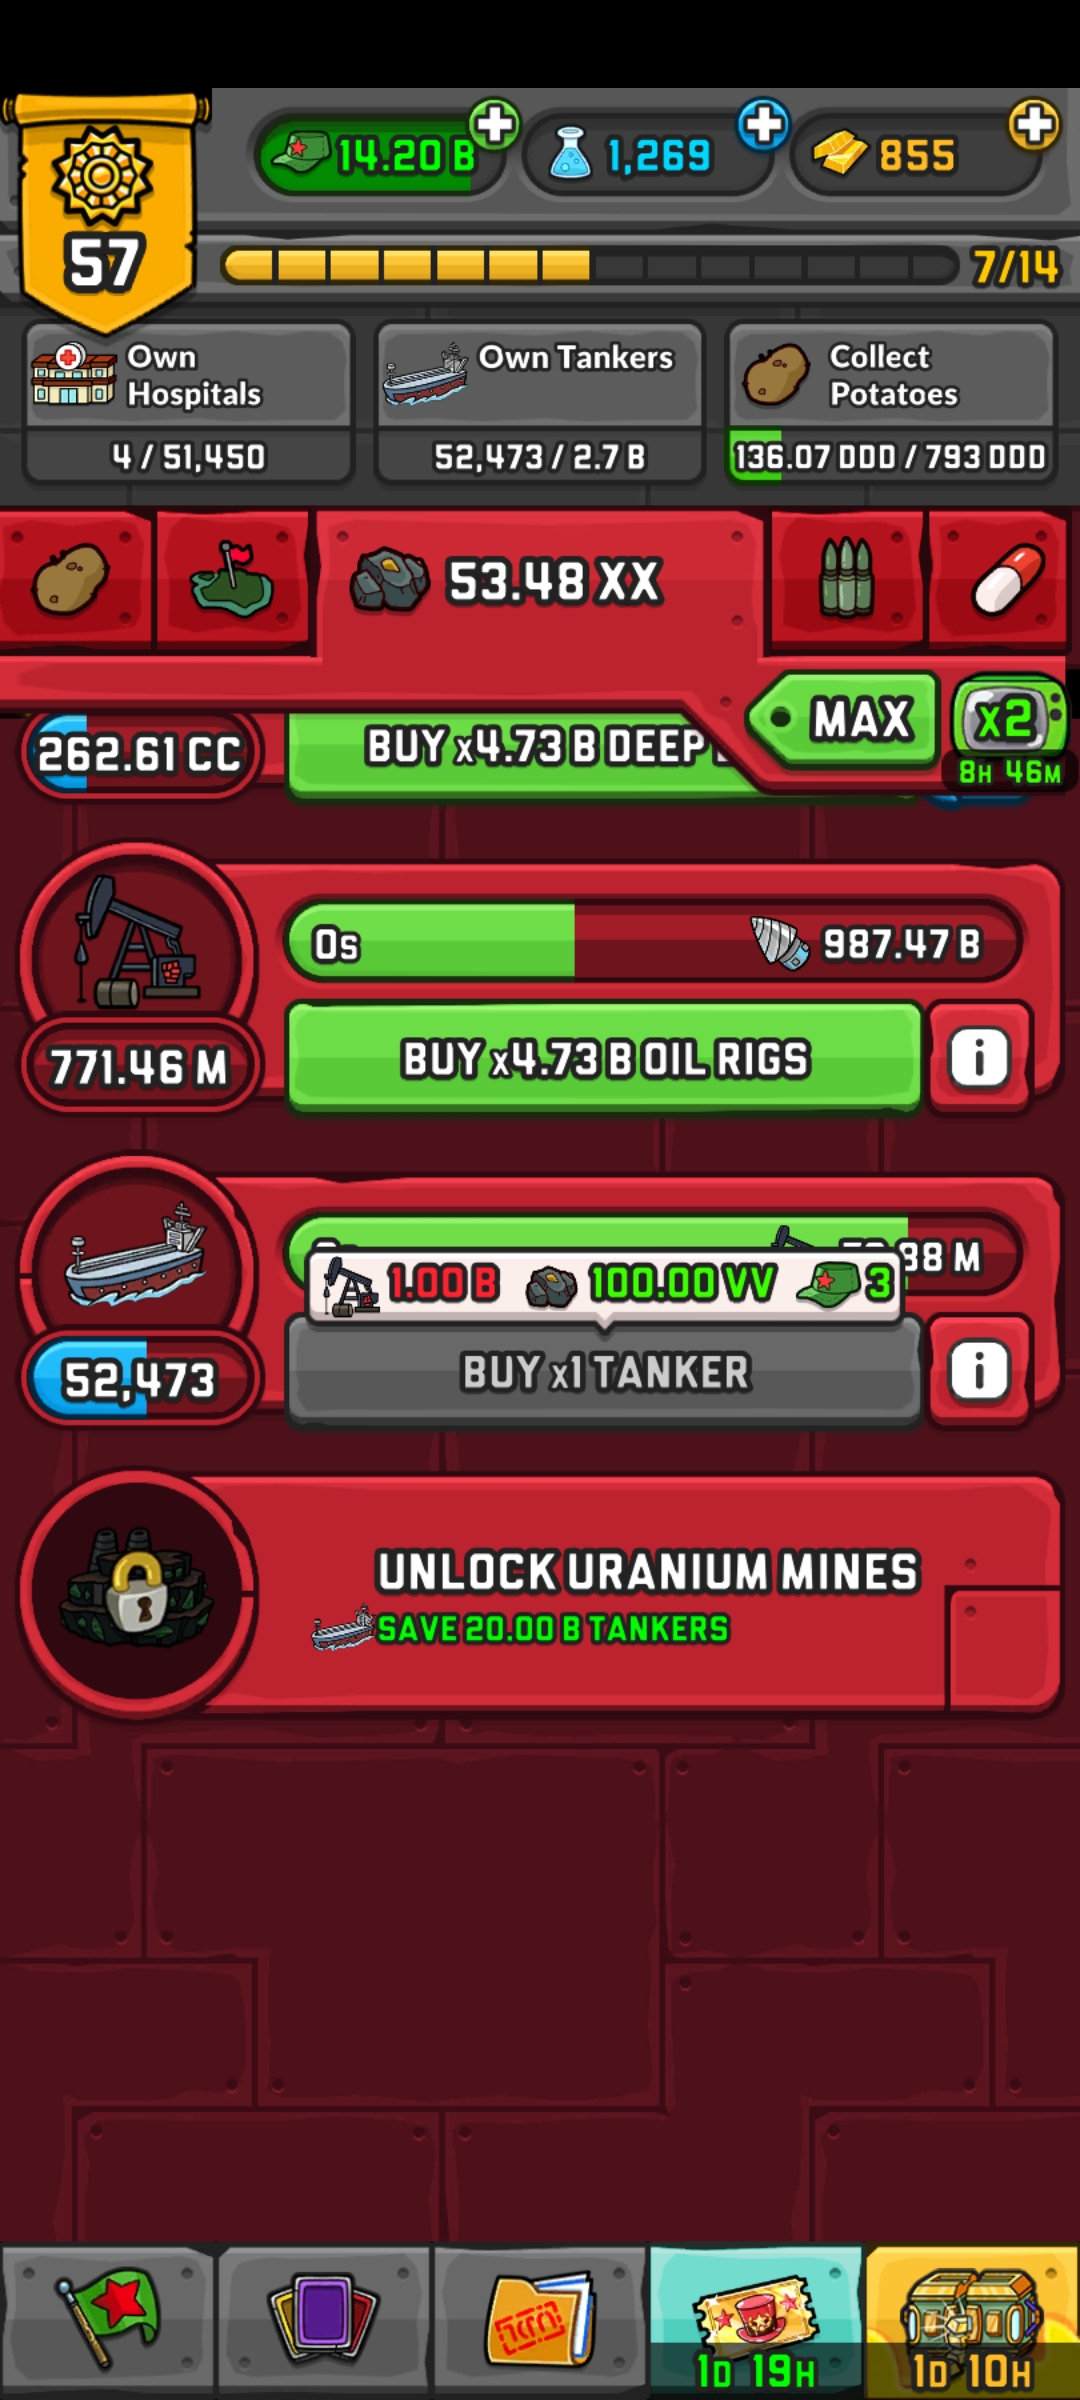 14.20 B
1,269
855
57
7/14
Own Hospitals
4 / 51,450
Own Tankers
52,473 / 2.7 B
Collect Potatoes
136.07 DDD / 793 DDD
53.48 XX
MAX
x2
8H 46M
262.61 CC
BUY x4.73 B DEEP
0s
987.47 B
771.46 M
BUY x4.73 B OIL RIGS
88 M
1.00 B
100.00 VV
3
52,473
BUY x1 TANKER
UNLOCK URANIUM MINES
SAVE 20.00 B TANKERS
1D 19H
1D 10H